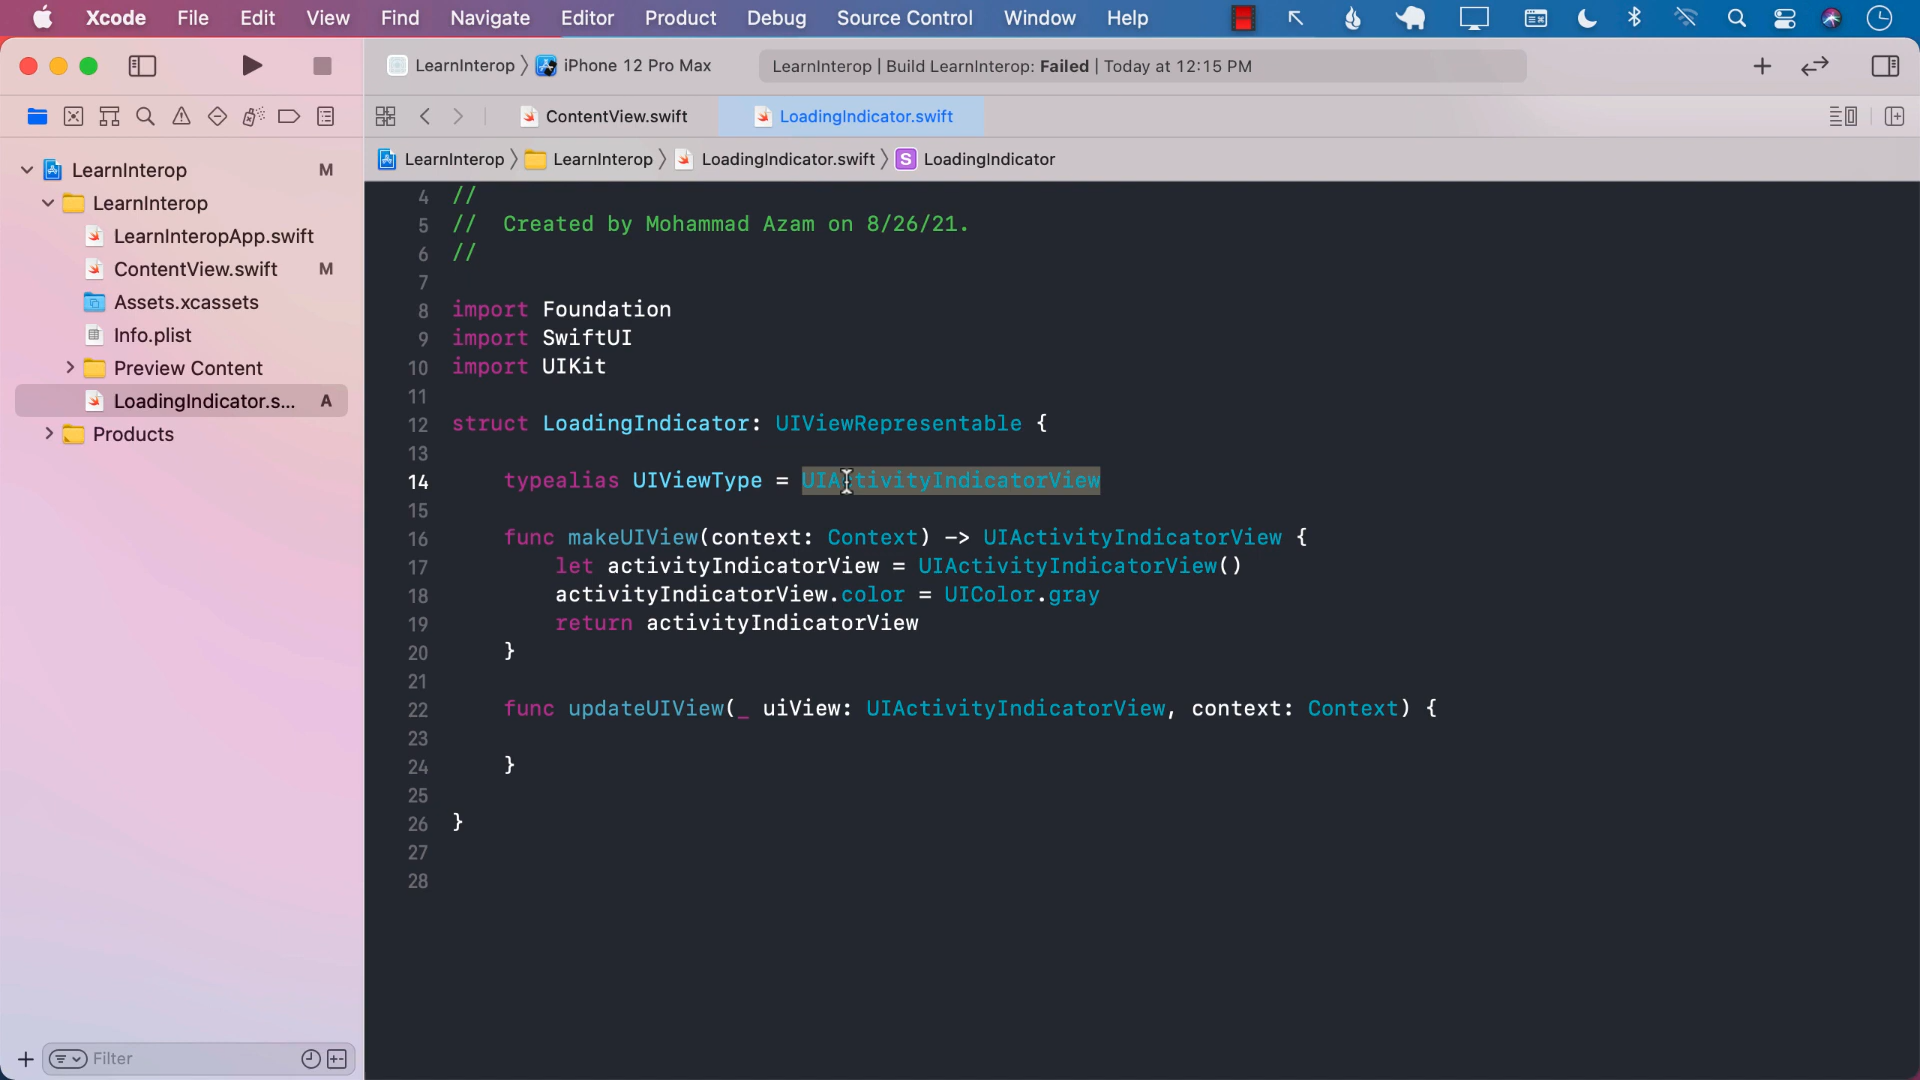 Xcode File Edit View Find Navigate Editor Product Debug Source Control Window Help
LearnInterop iPhone 12 Pro Max LearnInterop | Build LearnInterop: Failed | Today at 12:15 PM
ContentView.swift LoadingIndicator.swift
LearnInterop LearnInterop LoadingIndicator.swift S LoadingIndicator
LearnInterop M
LearnInterop
LearnInteropApp.swift
ContentView.swift M
Assets.xcassets
Info.plist
Preview Content
LoadingIndicator.s... A
Products
Filter
4 //
5 // Created by Mohammad Azam on 8/26/21.
6 //
7
8 import Foundation
9 import SwiftUI
10 import UIKit
11
12 struct LoadingIndicator: UIViewRepresentable {
13
14 typealias UIViewType = UIActivityIndicatorView
15
16 func makeUIView(context: Context) -> UIActivityIndicatorView {
17 let activityIndicatorView = UIActivityIndicatorView()
18 activityIndicatorView.color = UIColor.gray
19 return activityIndicatorView
20 }
21
22 func updateUIView(_ uiView: UIActivityIndicatorView, context: Context) {
23
24 }
25
26 }
27
28